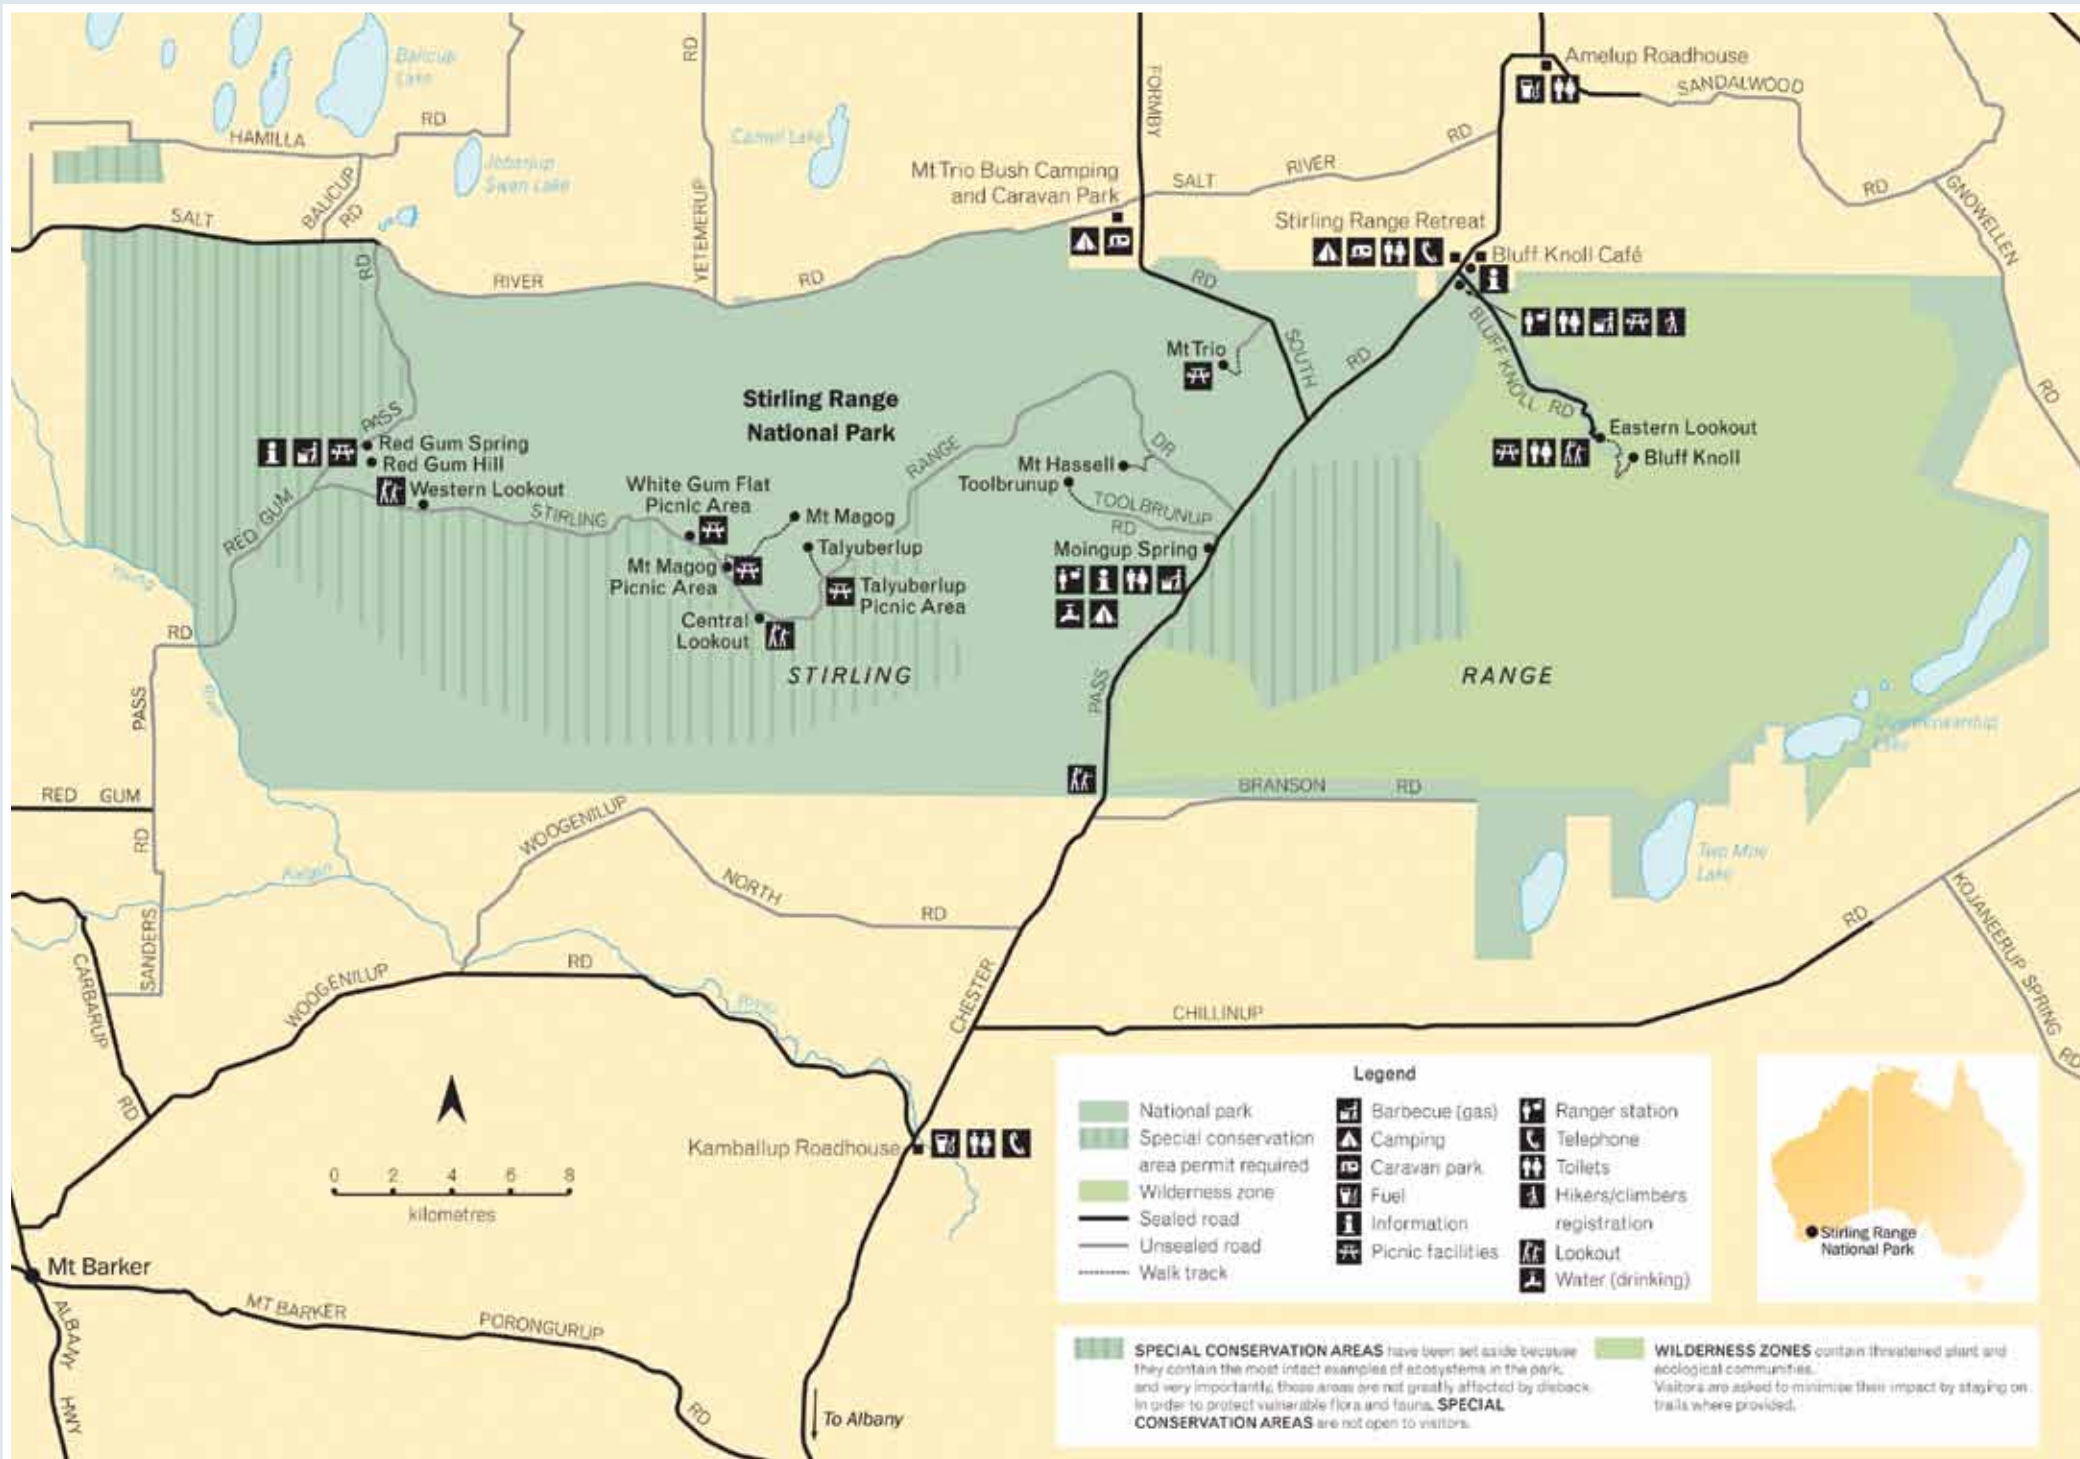 Balicup
Lake
HAMILLA
RD
Jebarlup
Swan Lake
BALICUP
RD
SALT
RD
RIVER
RD
YETEMERUP
RD
Camel Lake
FORMBY
Mt Trio Bush Camping
and Caravan Park
SALT
RIVER
RD
Amelup Roadhouse
SANDALWOOD
RD
GNOWELLEN
RD
Stirling Range Retreat
Bluff Knoll Café
RD
SOUTH
RD
BLUFF KNOLL RD
Mt Trio
Eastern Lookout
Bluff Knoll
Stirling Range
National Park
PASS
Red Gum Spring
Red Gum Hill
Western Lookout
RED GUM
STIRLING
RANGE
DR
White Gum Flat
Picnic Area
Mt Magog
Talyuberlup
Mt Magog
Picnic Area
Talyuberlup
Picnic Area
Central
Lookout
Mt Hassell
Toolbrunup
TOOLBRUNUP
RD
Moingup Spring
STIRLING
RANGE
PASS
Young
RD
PASS
RED GUM
RD
SANDERS
WOOGENILUP
NORTH
RD
BRANSON
RD
Two Mile
Lake
Kalgan
River
CARBARUP
RD
WOOGENILUP
RD
CHESTER
CHILLINUP
RD
KOJANEERUP SPRING
RD
Kamballup Roadhouse
0 2 4 6 8
kilometres
Mt Barker
ALBANY
HWY
MT BARKER
PORONGURUP
RD
To Albany
Legend
National park
Special conservation
area permit required
Wilderness zone
Sealed road
Unsealed road
Walk track
Barbecue (gas)
Camping
Caravan park
Fuel
Information
Picnic facilities
Ranger station
Telephone
Toilets
Hikers/climbers
registration
Lookout
Water (drinking)
Stirling Range
National Park
SPECIAL CONSERVATION AREAS have been set aside because
they contain the most intact examples of ecosystems in the park,
and very importantly, these areas are not greatly affected by dieback.
In order to protect vulnerable flora and fauna, SPECIAL
CONSERVATION AREAS are not open to visitors.
WILDERNESS ZONES contain threatened plant and
ecological communities.
Visitors are asked to minimise their impact by staying on
trails where provided.